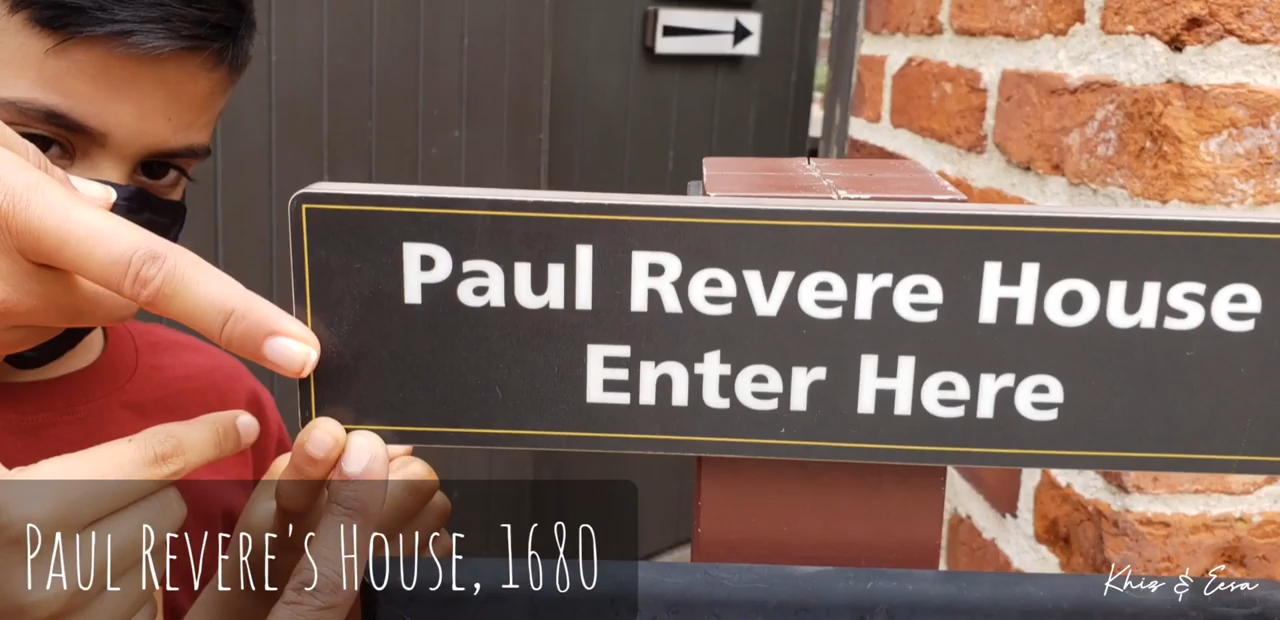 Paul Revere House
Enter Here
PAUL REVERE'S HOUSE, 1680
Khiz & Eesa